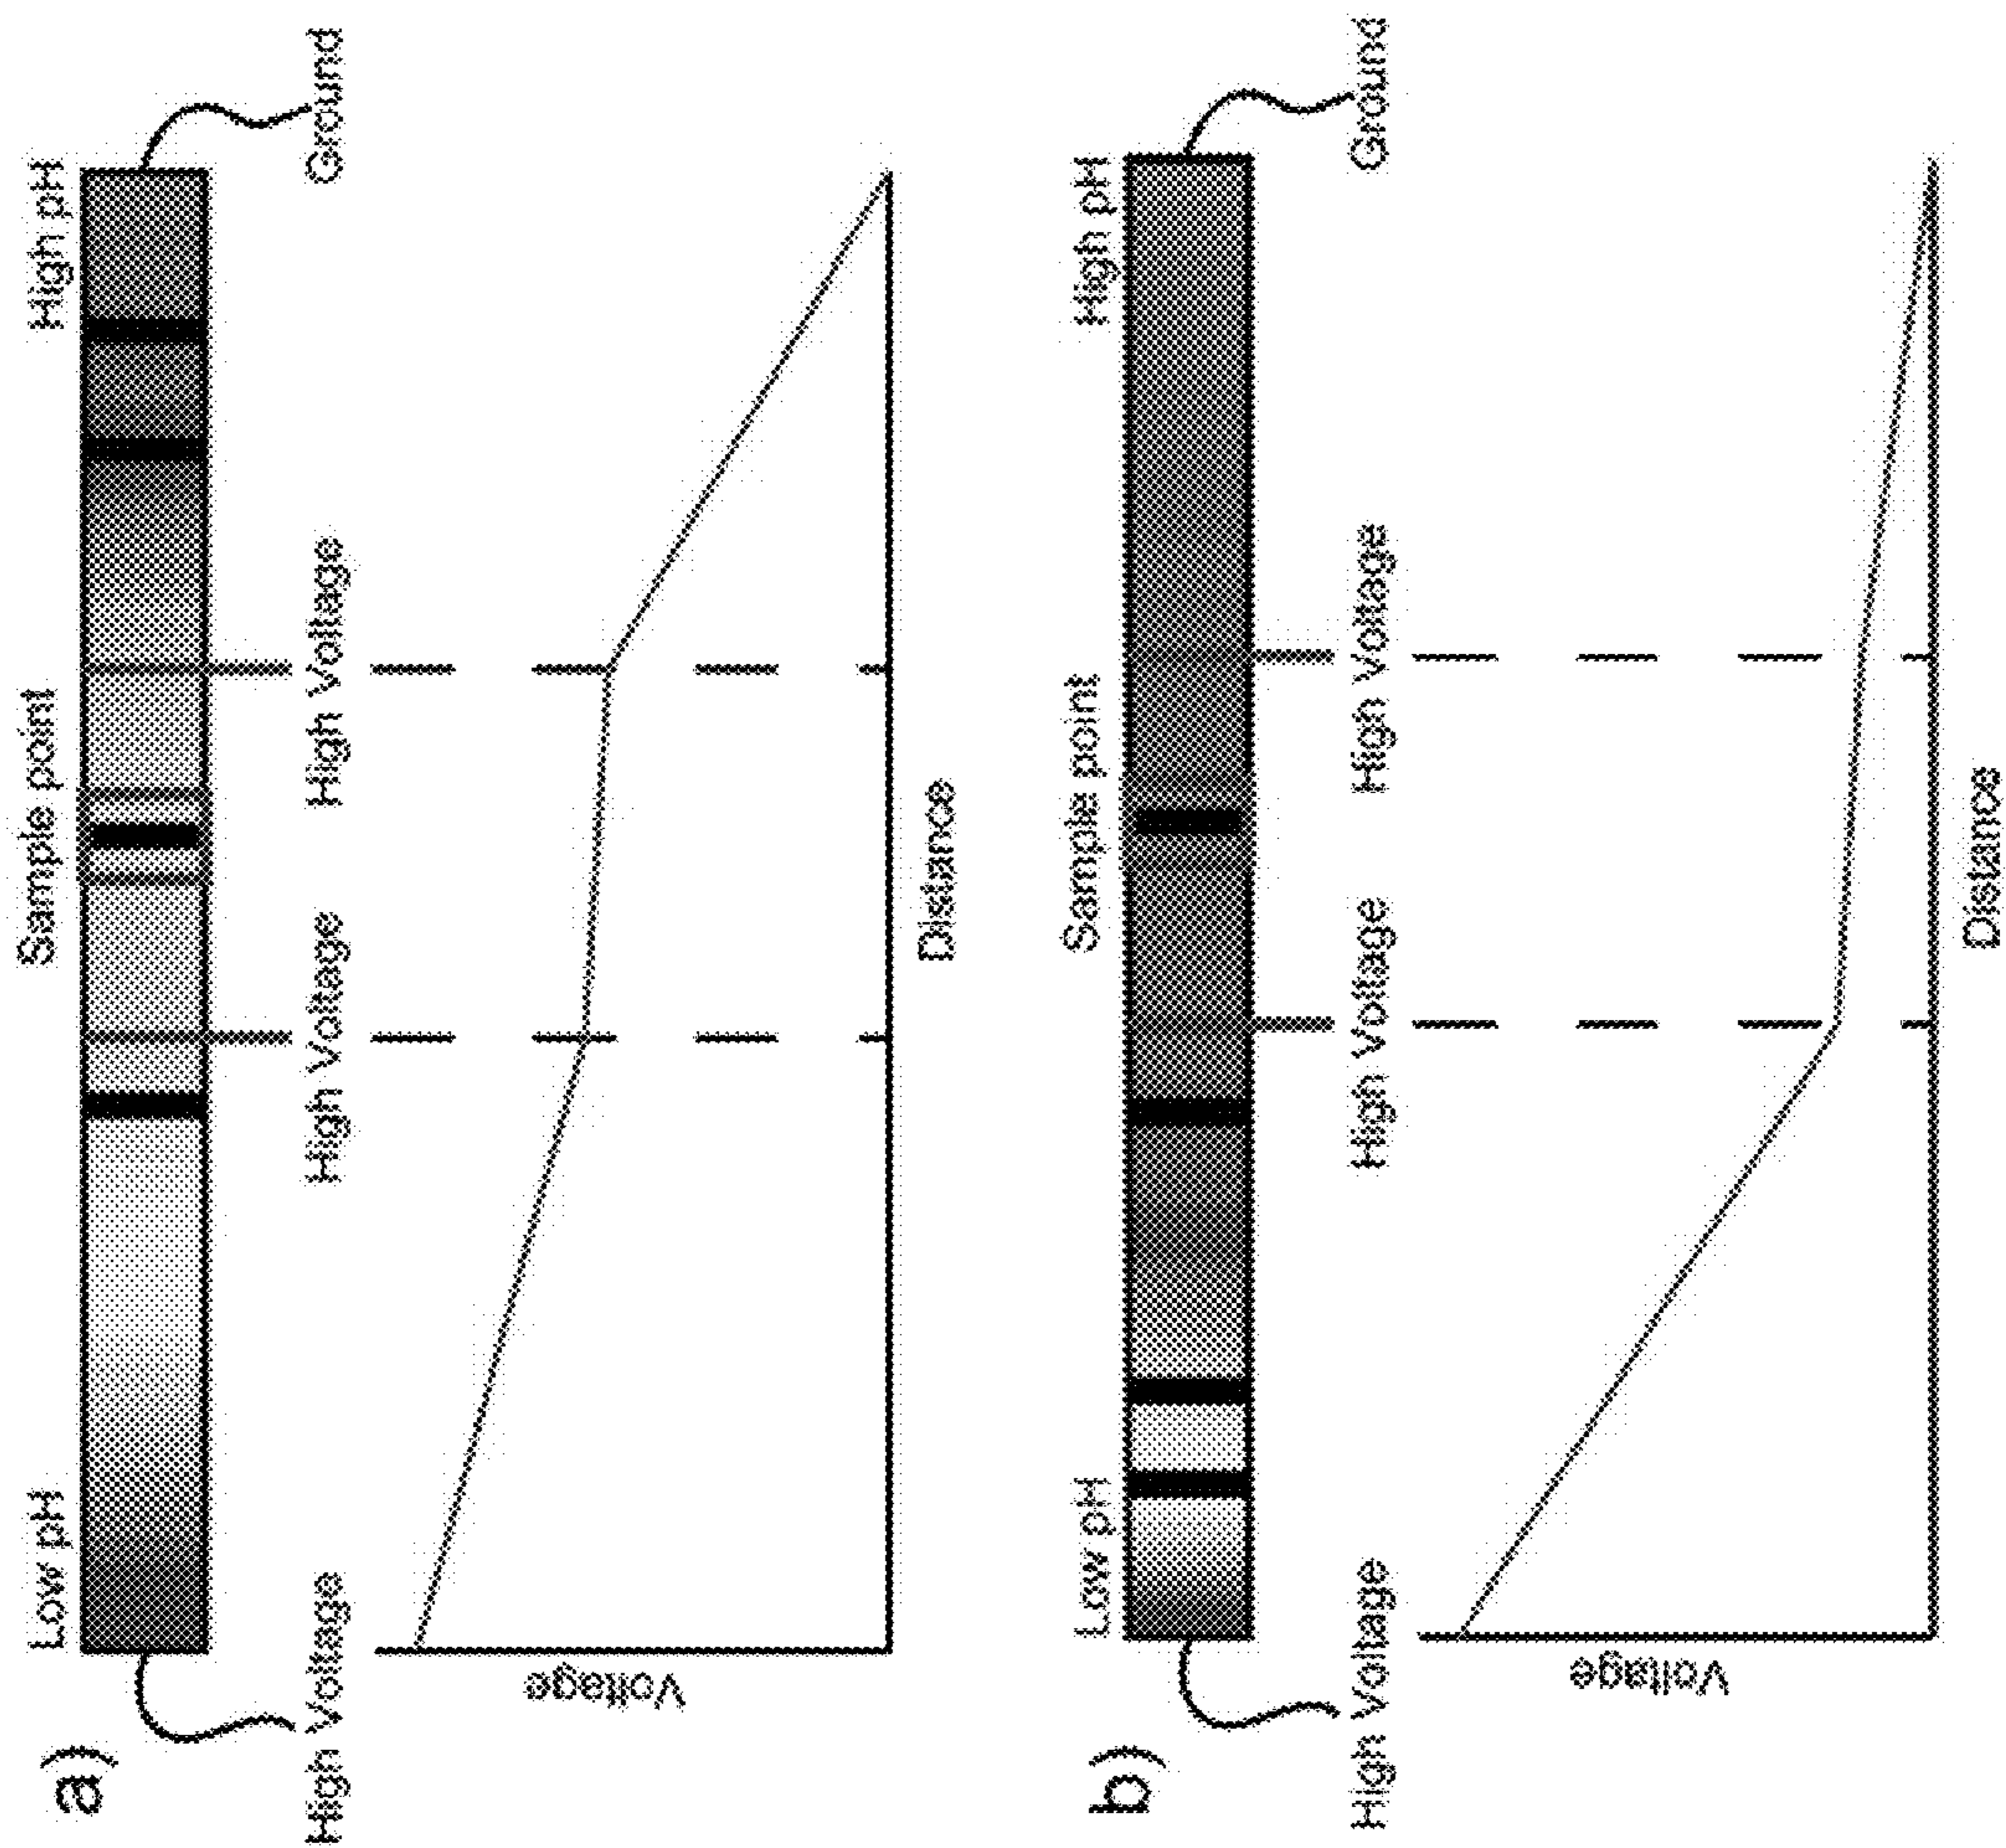 a)
Low pH
Sample point
High pH
High Voltage
High Voltage
High Voltage
Ground
Voltage
Distance
b)
Low pH
Sample point
High pH
High Voltage
High Voltage
High Voltage
Ground
Voltage
Distance